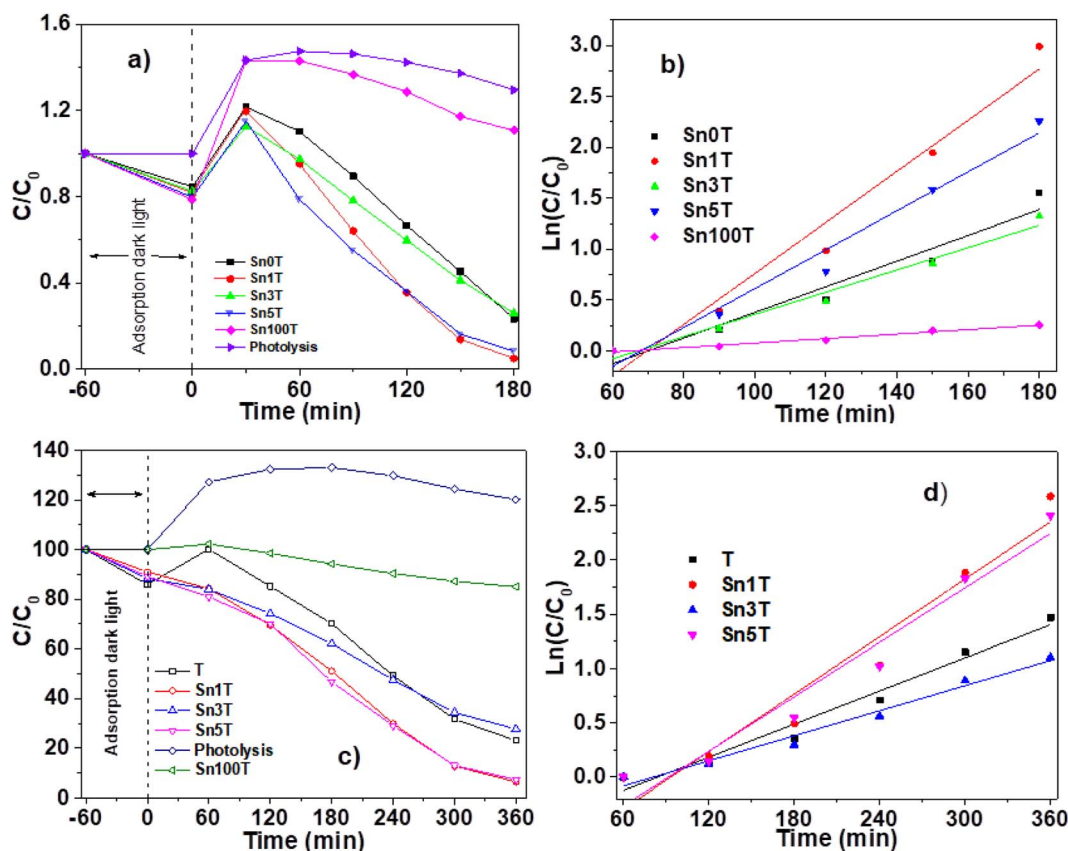 a)
C/C0
1.6
1.2
0.8
0.4
0.0
Adsorption dark light
Sn0T
Sn1T
Sn3T
Sn5T
Sn100T
Photolysis
-60 0 60 120 180
Time (min)
b)
Ln(C/C0)
3.0
2.5
2.0
1.5
1.0
0.5
0.0
Sn0T
Sn1T
Sn3T
Sn5T
Sn100T
60 80 100 120 140 160 180
Time (min)
c)
C/C0
140
120
100
80
60
40
20
0
Adsorption dark light
T
Sn1T
Sn3T
Sn5T
Photolysis
Sn100T
-60 0 60 120 180 240 300 360
Time (min)
d)
Ln(C/C0)
3.0
2.5
2.0
1.5
1.0
0.5
0.0
T
Sn1T
Sn3T
Sn5T
60 120 180 240 300 360
Time (min)